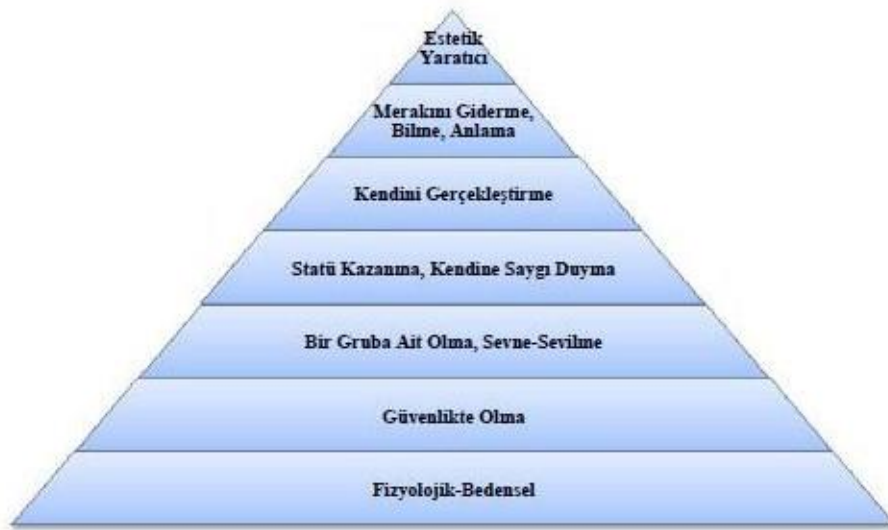 Estetik
Yaratıcı
Merakını Giderme,
Bilme, Anlama
Kendini Gerçekleştirme
Statü Kazanma, Kendine Saygı Duyma
Bir Gruba Ait Olma, Sevne-Sevilme
Güvenlikte Olma
Fizyolojik-Bedensel